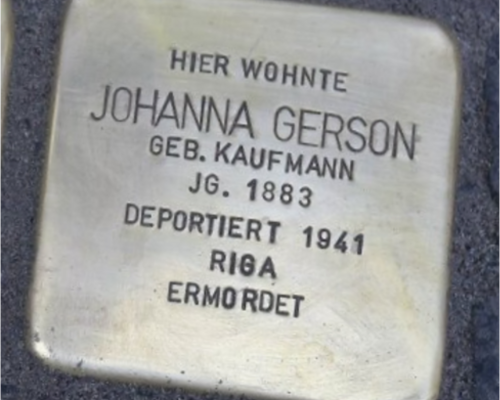 HIER WOHNTE
JOHANNA GERSON
GEB. KAUFMANN
JG. 1883
DEPORTIERT 1941
RIGA
ERMORDET